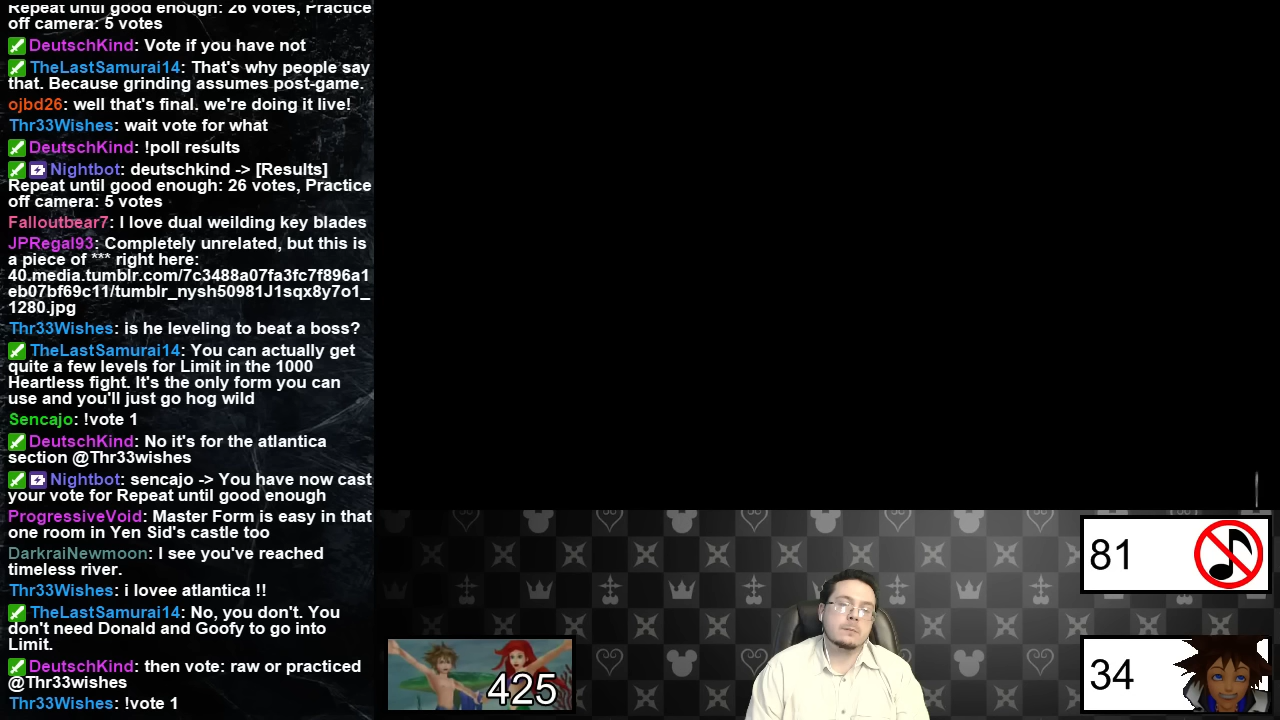 Repeat until good enough: 26 votes, Practice
off camera: 5 votes
DeutschKind: Vote if you have not
TheLastSamurai14: That's why people say
that. Because grinding assumes post-game.
ojbd26: well that's final. we're doing it live!
Thr33Wishes: wait vote for what
DeutschKind: !poll results
Nightbot: deutschkind -> [Results]
Repeat until good enough: 26 votes, Practice
off camera: 5 votes
Falloutbear7: I love dual weilding key blades
JPRegal93: Completely unrelated, but this is
a piece of *** right here:
40.media.tumblr.com/7c3488a07fa3fc7f896a1
eb07bf69c11/tumblr_nysh50981J1sqx8y7o1_
1280.jpg
Thr33Wishes: is he leveling to beat a boss?
TheLastSamurai14: You can actually get
quite a few levels for Limit in the 1000
Heartless fight. It's the only form you can
use and you'll just go hog wild
Sencajo: !vote 1
DeutschKind: No it's for the atlantica
section @Thr33wishes
Nightbot: sencajo -> You have now cast
your vote for Repeat until good enough
ProgressiveVoid: Master Form is easy in that
one room in Yen Sid's castle too
DarkraiNewmoon: I see you've reached
timeless river.
Thr33Wishes: i lovee atlantica !!
TheLastSamurai14: No, you don't. You
don't need Donald and Goofy to go into
Limit.
DeutschKind: then vote: raw or practiced
@Thr33wishes
Thr33Wishes: !vote 1
425
81
34